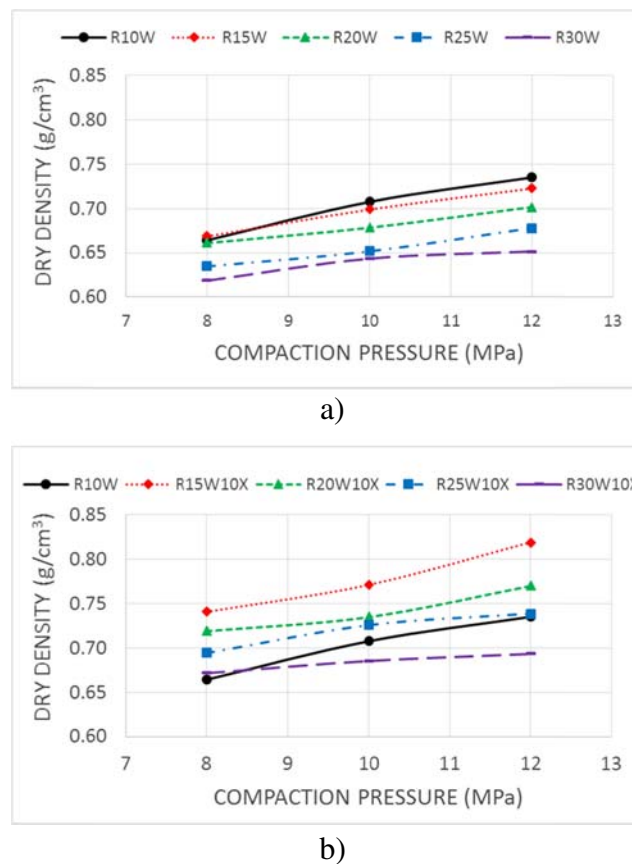 R10W R15W R20W R25W R30W
0.85
0.80
0.75
0.70
0.65
0.60
DRY DENSITY (g/cm³)
7 8 9 10 11 12 13
COMPACTION PRESSURE (MPa)
a)
R10W R15W10X R20W10X R25W10X R30W10X
0.85
0.80
0.75
0.70
0.65
0.60
DRY DENSITY (g/cm³)
7 8 9 10 11 12 13
COMPACTION PRESSURE (MPa)
b)